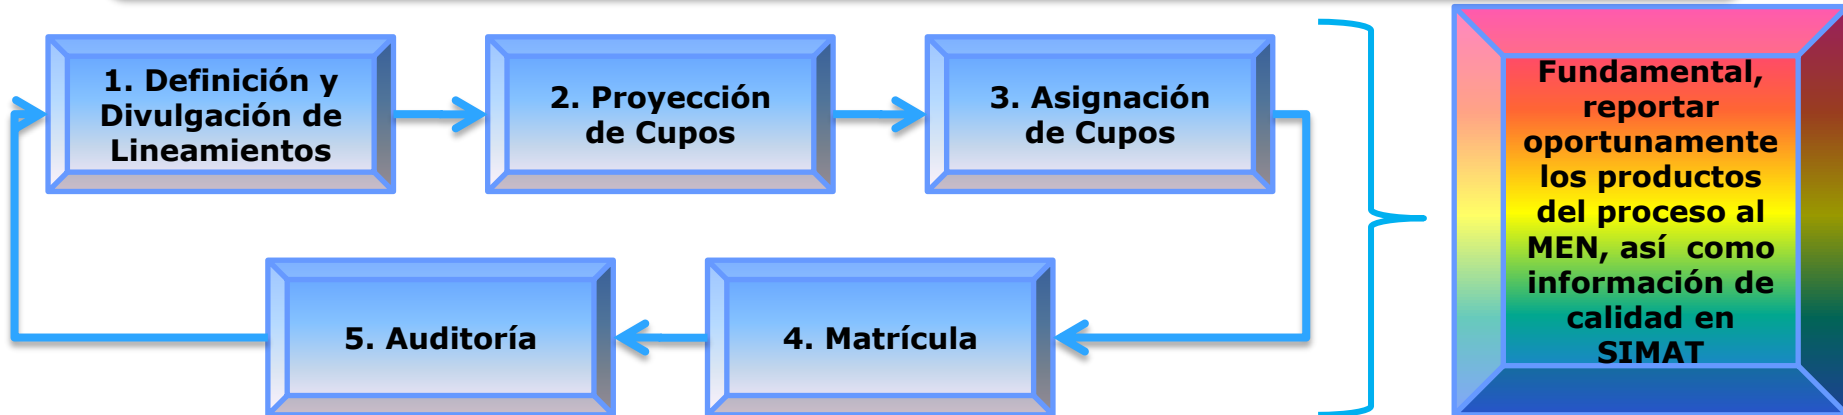 1. Definición y
Divulgación de
Lineamientos
2. Proyección
de Cupos
3. Asignación
de Cupos
4. Matrícula
5. Auditoría
Fundamental,
reportar
oportunamente
los productos
del proceso al
MEN, así como
información de
calidad en
SIMAT